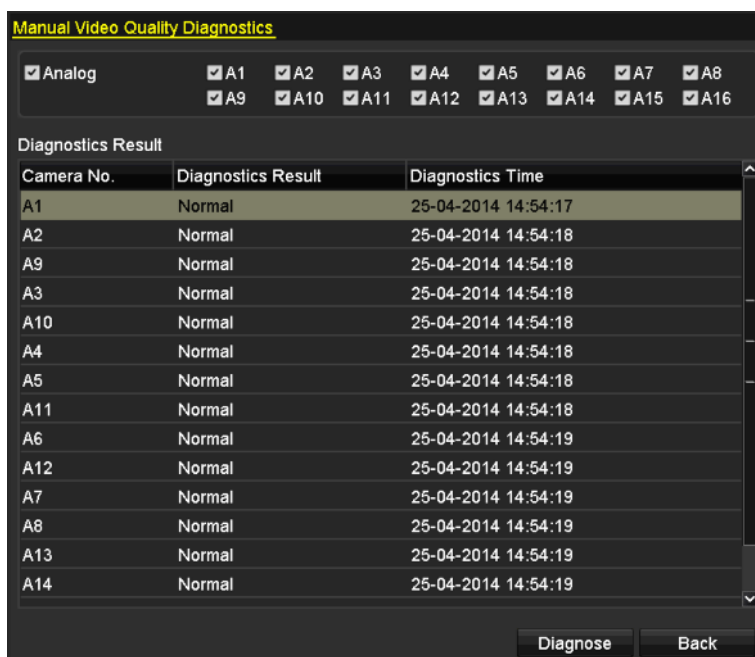 Manual Video Quality Diagnostics
Analog A1 A2 A3 A4 A5 A6 A7 A8
A9 A10 A11 A12 A13 A14 A15 A16
Diagnostics Result
Camera No. Diagnostics Result Diagnostics Time
A1 Normal 25-04-2014 14:54:17
A2 Normal 25-04-2014 14:54:18
A9 Normal 25-04-2014 14:54:18
A3 Normal 25-04-2014 14:54:18
A10 Normal 25-04-2014 14:54:18
A4 Normal 25-04-2014 14:54:18
A5 Normal 25-04-2014 14:54:18
A11 Normal 25-04-2014 14:54:18
A6 Normal 25-04-2014 14:54:19
A12 Normal 25-04-2014 14:54:19
A7 Normal 25-04-2014 14:54:19
A8 Normal 25-04-2014 14:54:19
A13 Normal 25-04-2014 14:54:19
A14 Normal 25-04-2014 14:54:19
Diagnose Back